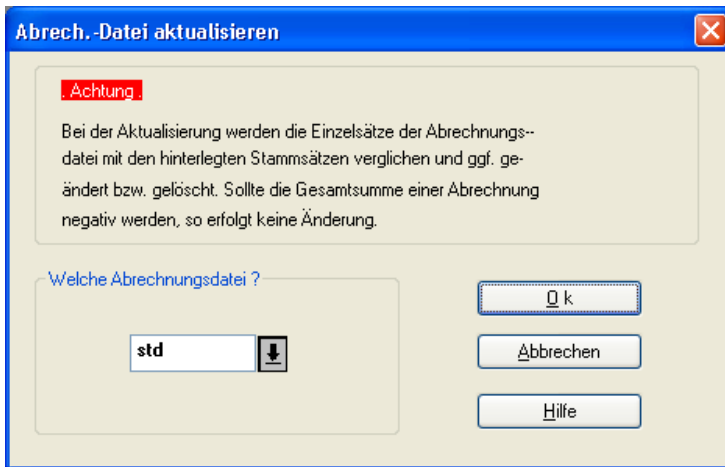 Abrech.-Datei aktualisieren
. Achtung .
Bei der Aktualisierung werden die Einzelsätze der Abrechnungs--
datei mit den hinterlegten Stammsätzen verglichen und ggf. ge-
ändert bzw. gelöscht. Sollte die Gesamtsumme einer Abrechnung
negativ werden, so erfolgt keine Änderung.
Welche Abrechnungsdatei ?
std
O k
Abbrechen
Hilfe